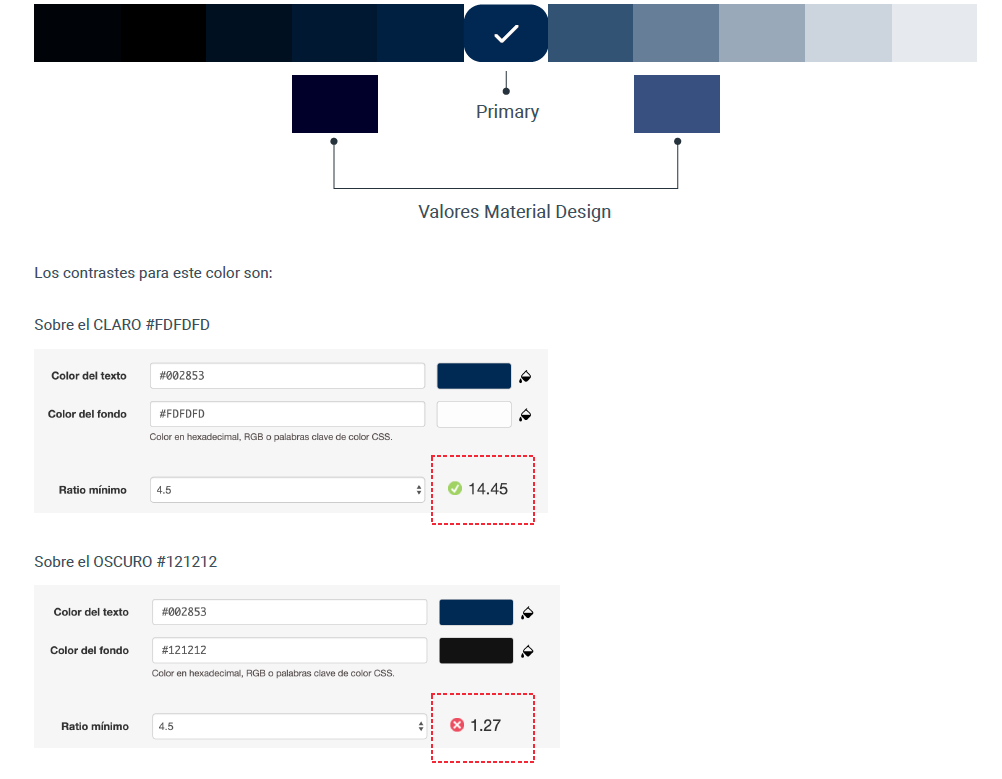 Primary
Valores Material Design
Los contrastes para este color son:
Sobre el CLARO #FDFDFD
Color del texto #002853
Color del fondo #FDFDFD
Color en hexadecimal, RGB o palabras clave de color CSS.
Ratio mínimo 4.5 14.45
Sobre el OSCURO #121212
Color del texto #002853
Color del fondo #121212
Color en hexadecimal, RGB o palabras clave de color CSS.
Ratio mínimo 4.5 1.27